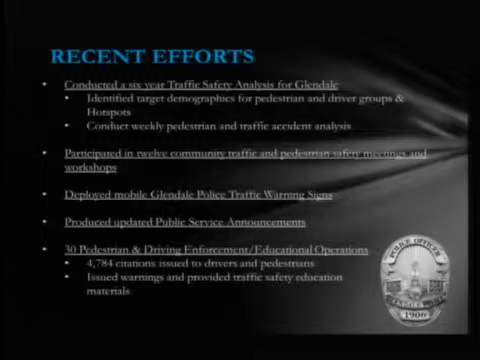 RECENT EFFORTS
• Conducted a six year Traffic Safety Analysis for Glendale
• Identified target demographics for pedestrian and driver groups &
Hotspots
• Conduct weekly pedestrian and traffic accident analysis
• Participated in twelve community traffic and pedestrian safety meetings and
workshops
• Deployed mobile Glendale Police Traffic Warning Signs
• Produced updated Public Service Announcements
• 30 Pedestrian & Driving Enforcement/Educational Operations
• 4,784 citations issued to drivers and pedestrians
• Issued warnings and provided traffic safety education
materials
POLICE OFFICER
1906